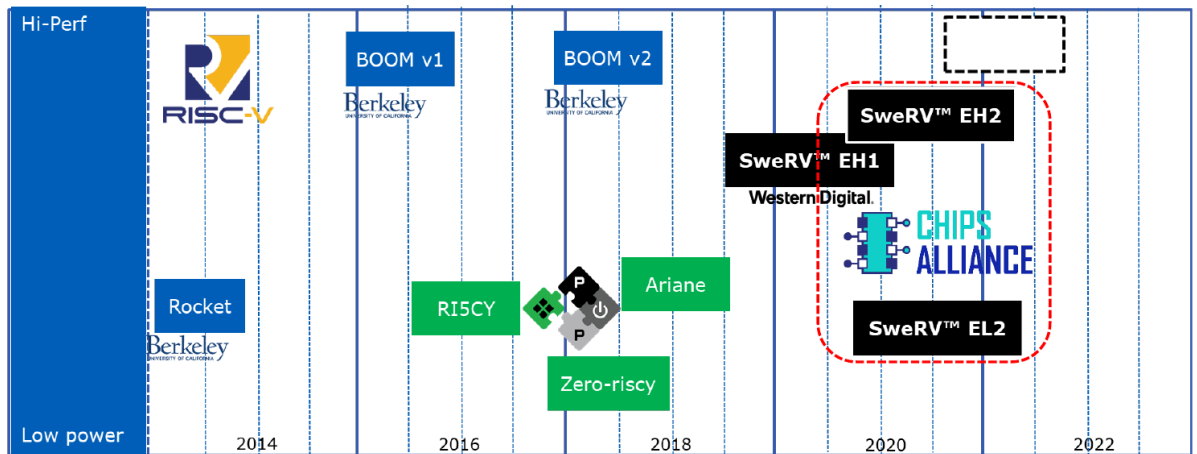 Hi-Perf
RISC-V
BOOM v1
Berkeley
UNIVERSITY OF CALIFORNIA
BOOM v2
Berkeley
UNIVERSITY OF CALIFORNIA
SweRV™ EH2
SweRV™ EH1
Western Digital.
CHIPS
ALLIANCE
Rocket
Berkeley
UNIVERSITY OF CALIFORNIA
RI5CY
P
P
Ariane
SweRV™ EL2
Zero-riscy
Low power
2014
2016
2018
2020
2022